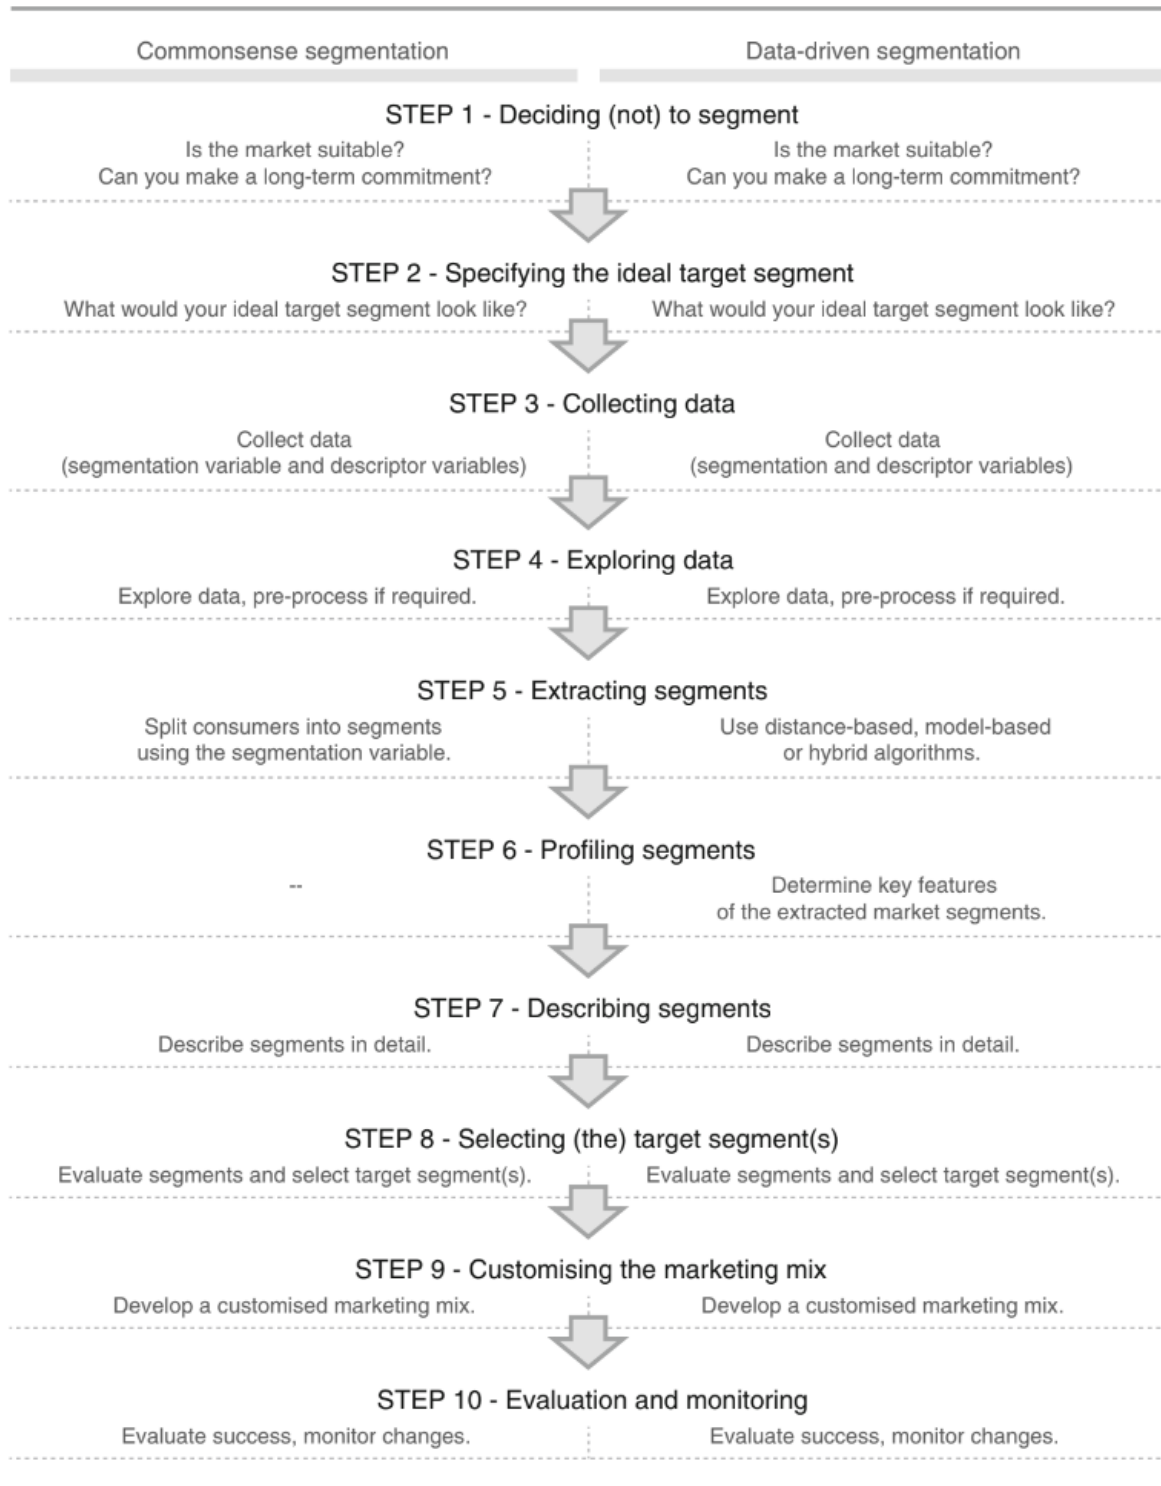 Commonsense segmentation
Data-driven segmentation
STEP 1 - Deciding (not) to segment
Is the market suitable?
Can you make a long-term commitment?
Is the market suitable?
Can you make a long-term commitment?
STEP 2 - Specifying the ideal target segment
What would your ideal target segment look like?
What would your ideal target segment look like?
STEP 3 - Collecting data
Collect data
(segmentation variable and descriptor variables)
Collect data
(segmentation and descriptor variables)
STEP 4 - Exploring data
Explore data, pre-process if required.
Explore data, pre-process if required.
STEP 5 - Extracting segments
Split consumers into segments
using the segmentation variable.
Use distance-based, model-based
or hybrid algorithms.
STEP 6 - Profiling segments
--
Determine key features
of the extracted market segments.
STEP 7 - Describing segments
Describe segments in detail.
Describe segments in detail.
STEP 8 - Selecting (the) target segment(s)
Evaluate segments and select target segment(s).
Evaluate segments and select target segment(s).
STEP 9 - Customising the marketing mix
Develop a customised marketing mix.
Develop a customised marketing mix.
STEP 10 - Evaluation and monitoring
Evaluate success, monitor changes.
Evaluate success, monitor changes.